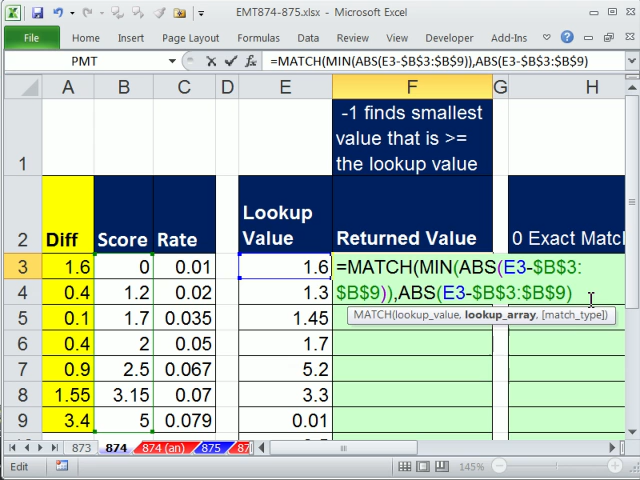 EMT874-875.xlsx - Microsoft Excel
File Home Insert Page Layout Formulas Data Review View Developer Add-Ins
PMT fx =MATCH(MIN(ABS(E3-$B$3:$B$9)),ABS(E3-$B$3:$B$9)
A B C D E F G H
1 -1 finds smallest
value that is >=
the lookup value
2 Diff Score Rate Lookup
Value Returned Value 0 Exact Match
3 1.6 0 0.01 1.6 =MATCH(MIN(ABS(E3-$B$3:
4 0.4 1.2 0.02 1.3 $B$9)),ABS(E3-$B$3:$B$9)
MATCH(lookup_value, lookup_array, [match_type])
5 0.1 1.7 0.035 1.45
6 0.4 2 0.05 1.7
7 0.9 2.5 0.067 5.2
8 1.55 3.15 0.07 3.3
9 3.4 5 0.079 0.01
873 874 874 (an) 875 87
Edit 145%